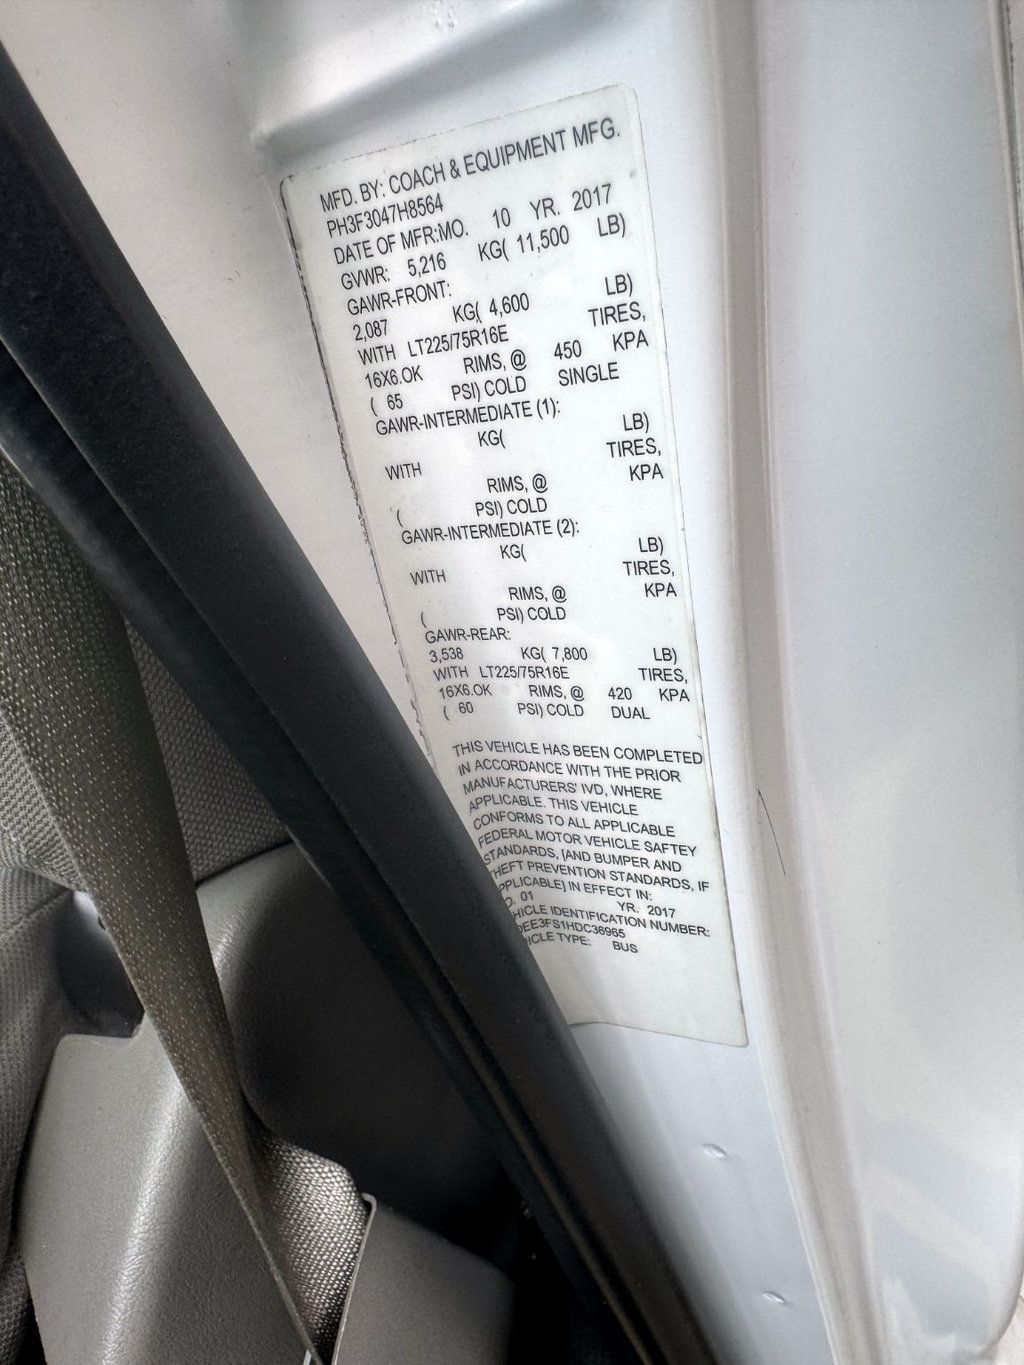 MFD. BY: COACH & EQUIPMENT MFG.
PH3F3047H8564
DATE OF MFR:MO. 10 YR. 2017
GVWR: 5,216 KG( 11,500 LB)
GAWR-FRONT:
2,087 KG( 4,600 LB)
WITH LT225/75R16E TIRES,
16X6.OK RIMS, @ 450 KPA
( 65 PSI) COLD SINGLE
GAWR-INTERMEDIATE (1):
KG( LB)
WITH TIRES,
RIMS, @ KPA
( PSI) COLD
GAWR-INTERMEDIATE (2):
KG( LB)
WITH TIRES,
RIMS, @ KPA
( PSI) COLD
GAWR-REAR:
3,538 KG( 7,800 LB)
WITH LT225/75R16E TIRES,
16X6.OK RIMS, @ 420 KPA
( 60 PSI) COLD DUAL
THIS VEHICLE HAS BEEN COMPLETED
IN ACCORDANCE WITH THE PRIOR
MANUFACTURERS' IVD, WHERE
APPLICABLE. THIS VEHICLE
CONFORMS TO ALL APPLICABLE
FEDERAL MOTOR VEHICLE SAFTEY
STANDARDS, [AND BUMPER AND
HEFT PREVENTION STANDARDS, IF
PPLICABLE] IN EFFECT IN:
O. 01 YR. 2017
HICLE IDENTIFICATION NUMBER:
DEE3FS1HDC36965
ICLE TYPE: BUS